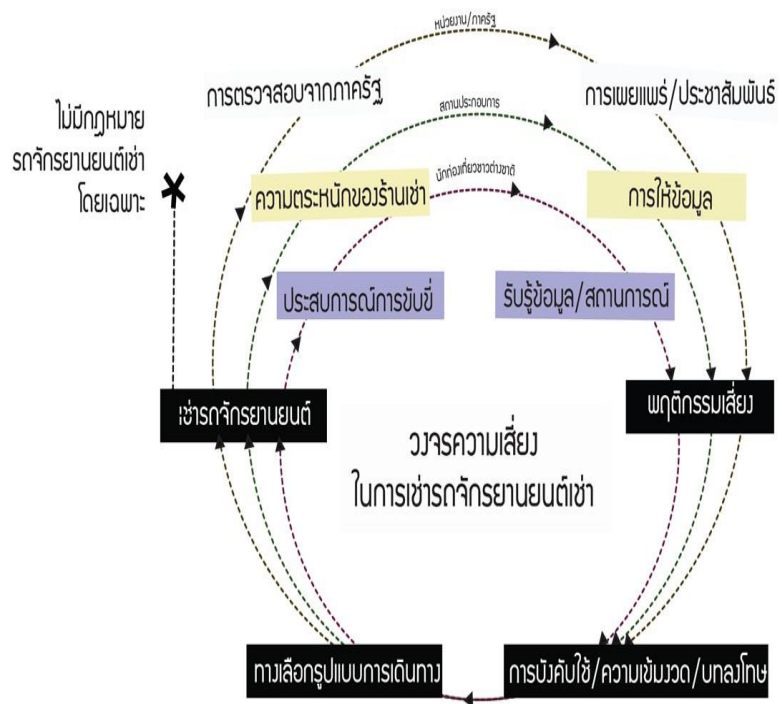 หน่วยงาน/ภาครัฐ
การตรวจสอบจากภาครัฐ
การเผยแพร่/ประชาสัมพันธ์
สถานประกอบการ
ไม่มีกฎหมาย
รถจักรยานยนต์เช่า
โดยเฉพาะ
นักท่องเที่ยวชาวต่างชาติ
ความตระหนักของร้านเช่า
การให้ข้อมูล
ประสบการณ์การขับขี่
รับรู้ข้อมูล/สถานการณ์
เช่ารถจักรยานยนต์
พฤติกรรมเสี่ยง
วงจรความเสี่ยง
ในการเช่ารถจักรยานยนต์เช่า
ทางเลือกรูปแบบการเดินทาง
การบังคับใช้/ความเข้มงวด/บทลงโทษ